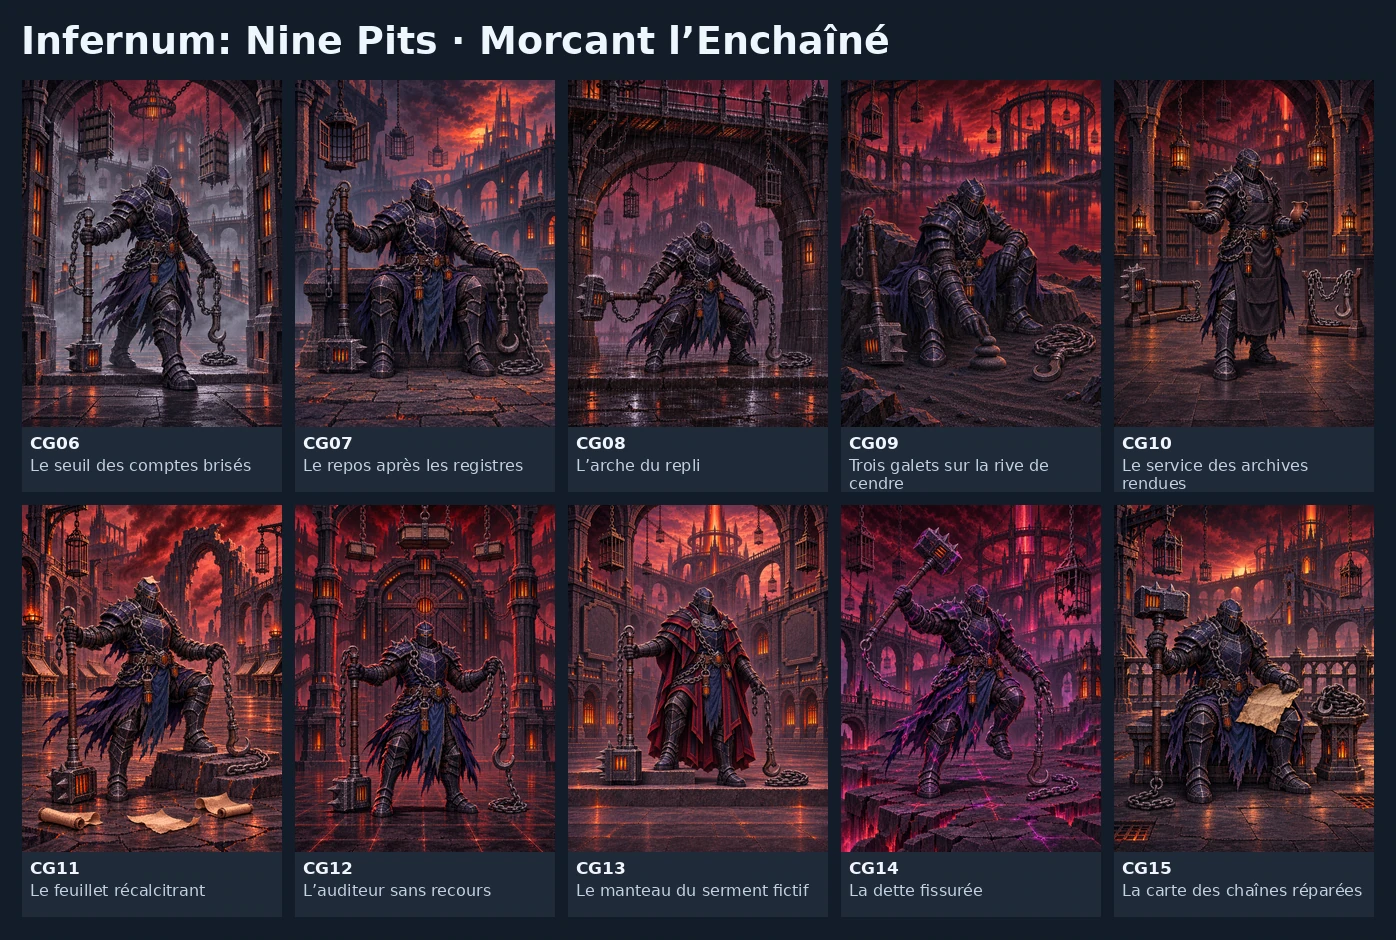 Infernum: Nine Pits · Morcant l’Enchaîné
CG06
Le seuil des comptes brisés
CG07
Le repos après les registres
CG08
L’arche du repli
CG09
Trois galets sur la rive de
cendre
CG10
Le service des archives
rendues
CG11
Le feuillet récalcitrant
CG12
L’auditeur sans recours
CG13
Le manteau du serment fictif
CG14
La dette fissurée
CG15
La carte des chaînes réparées